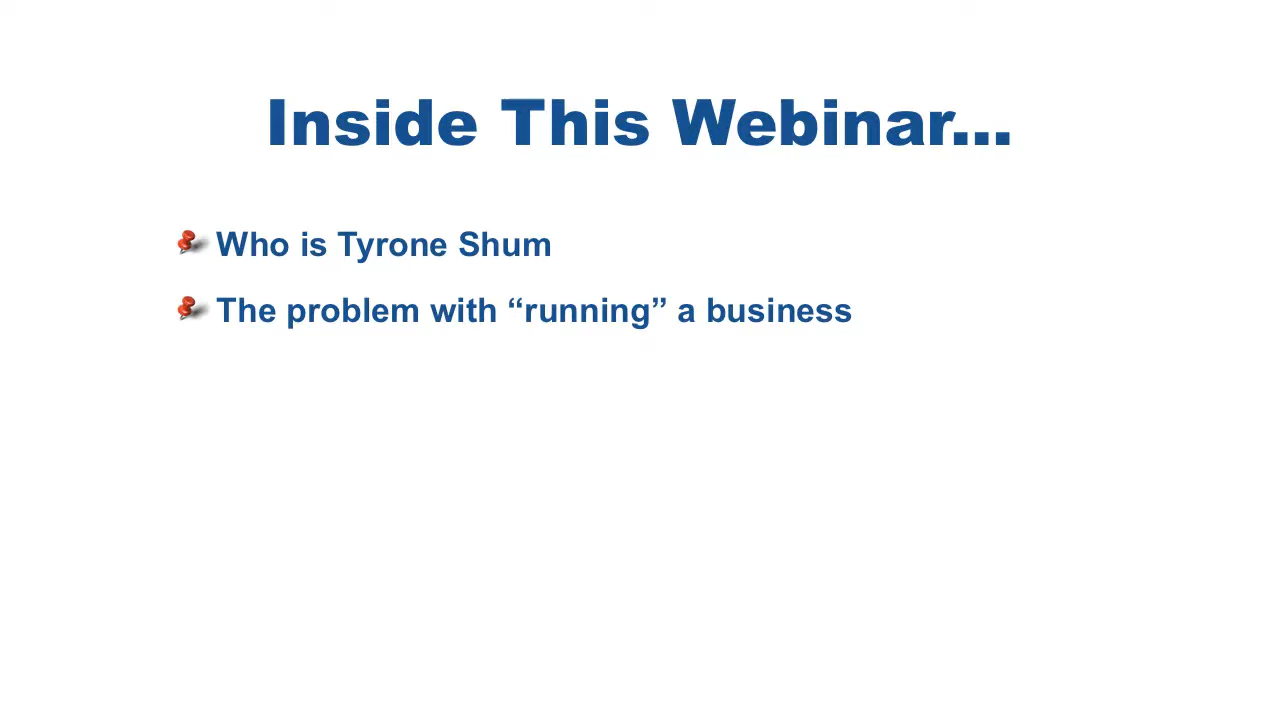 Inside This Webinar...
Who is Tyrone Shum
The problem with “running” a business